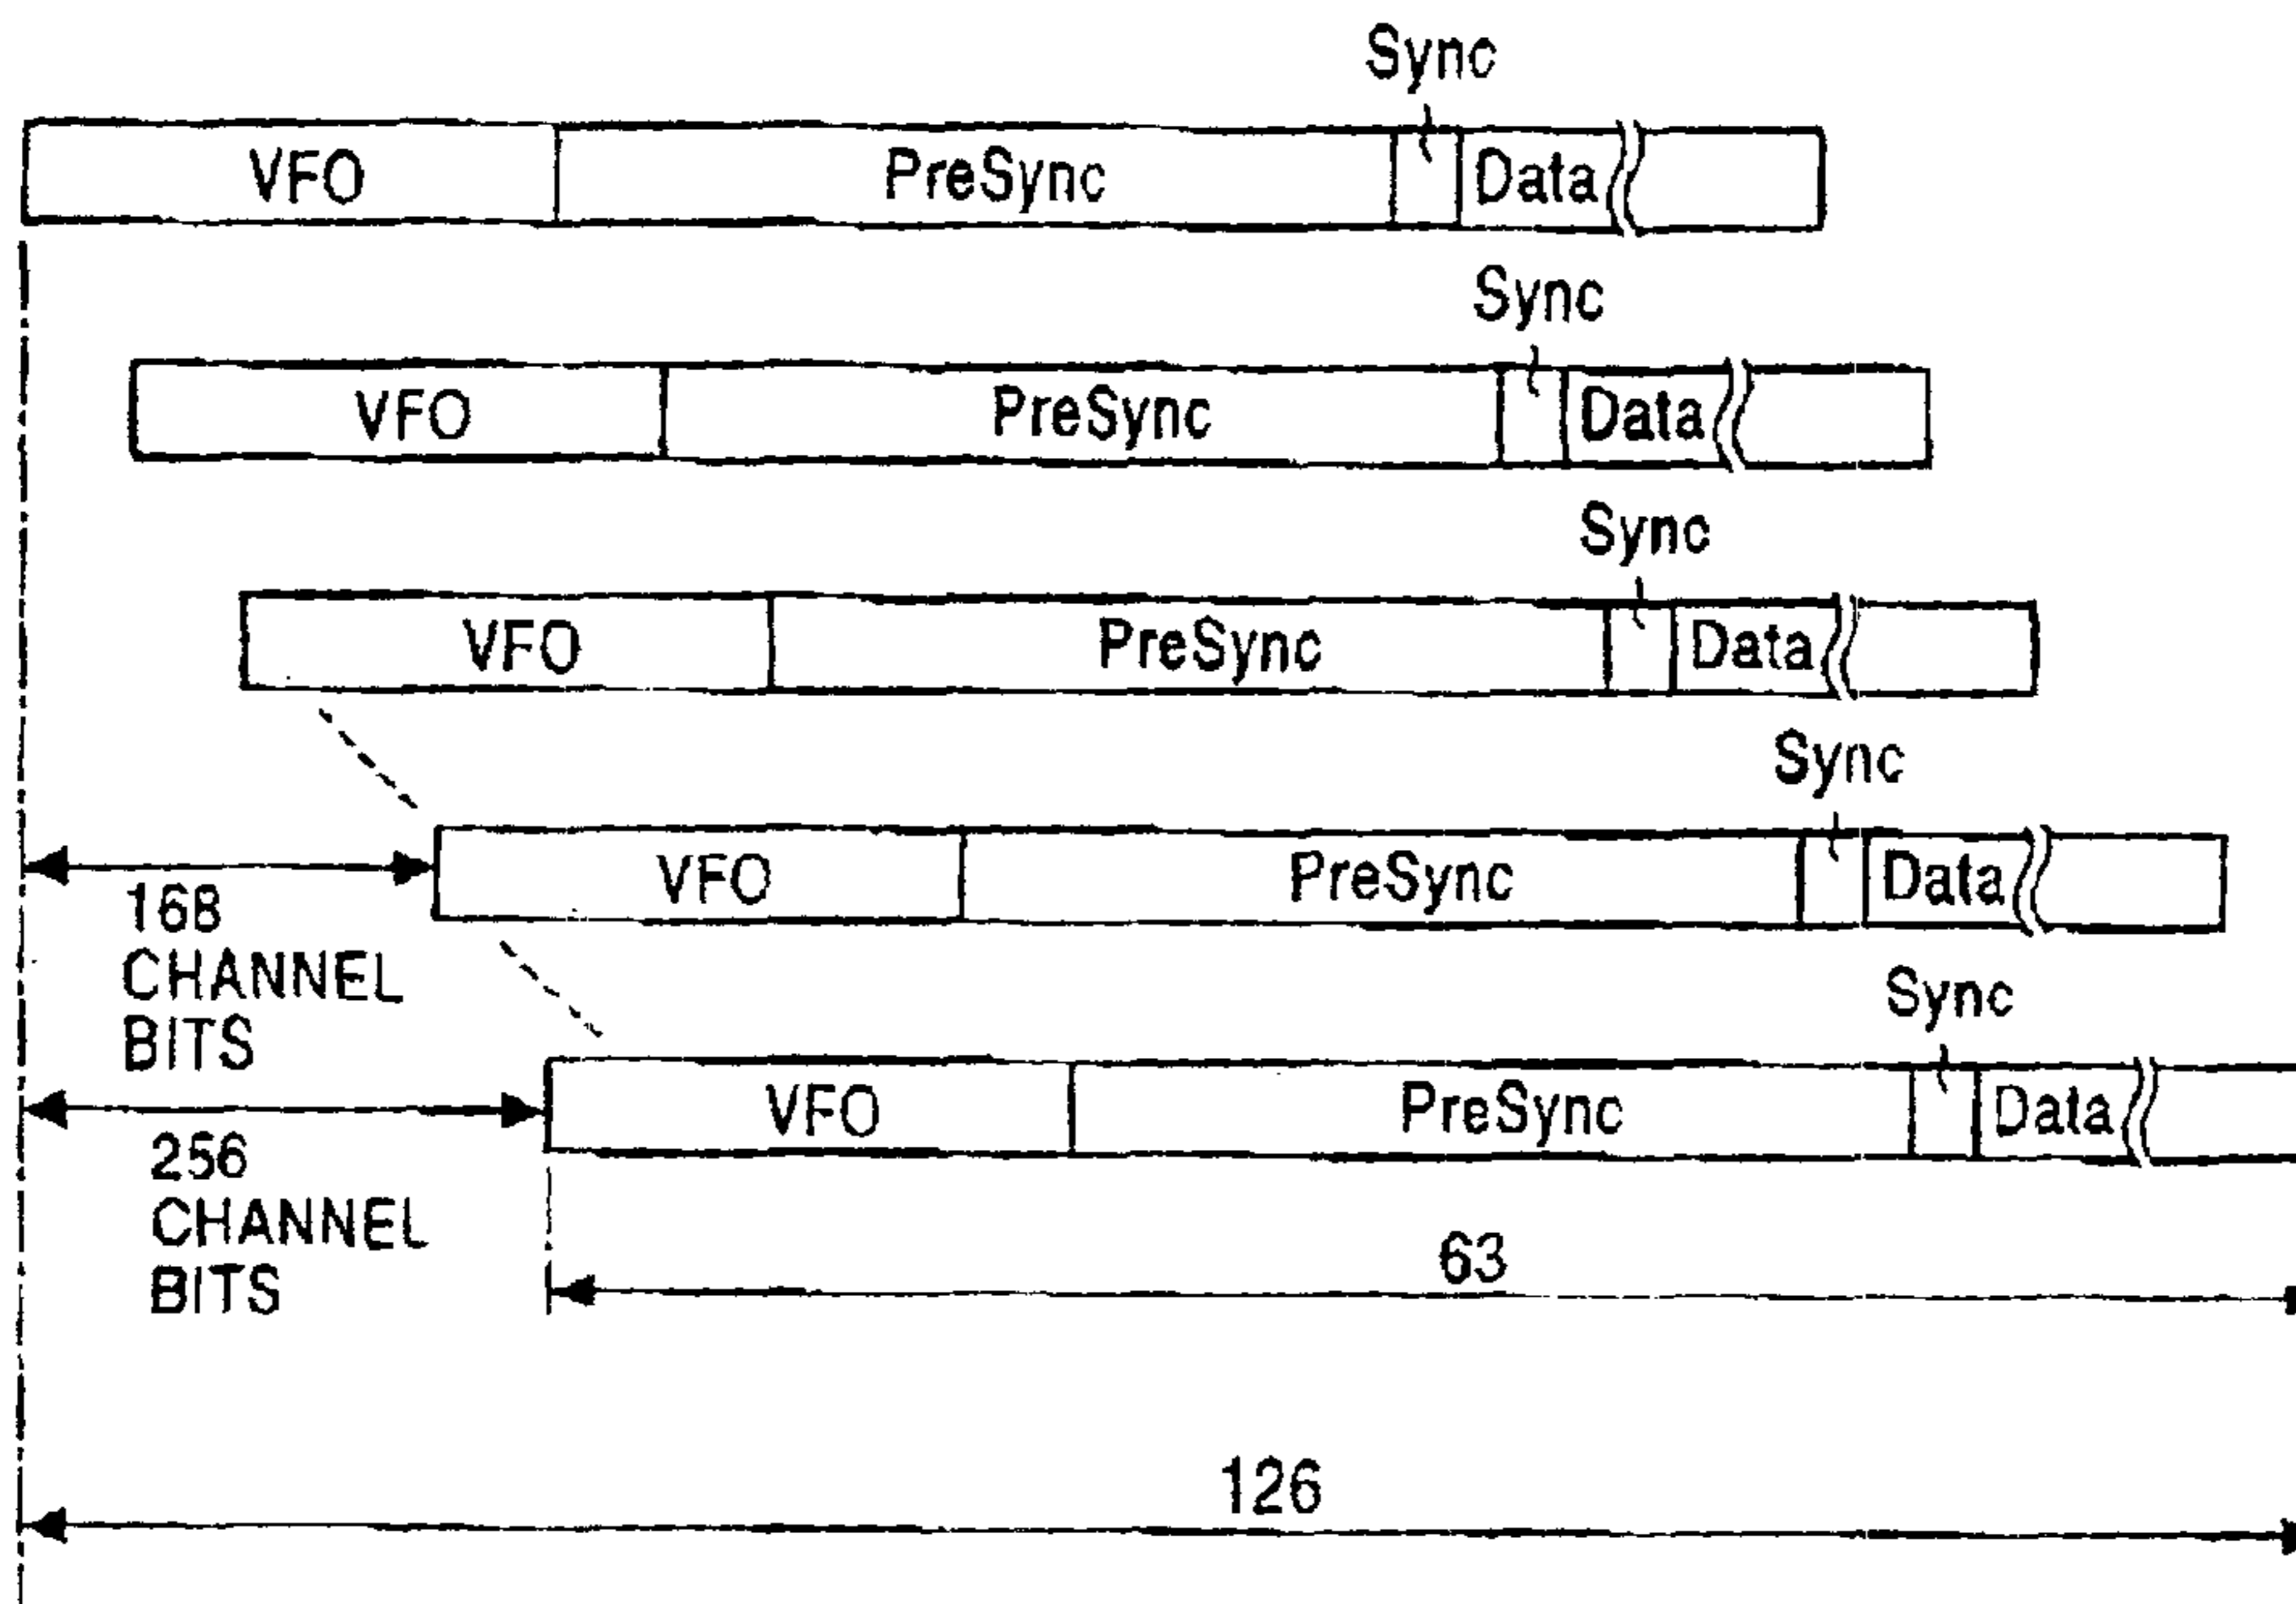 Sync
VFO PreSync Data
Sync
VFO PreSync Data
Sync
VFO PreSync Data
Sync
VFO PreSync Data
168
CHANNEL
BITS
Sync
VFO PreSync Data
256
CHANNEL
BITS
63
126